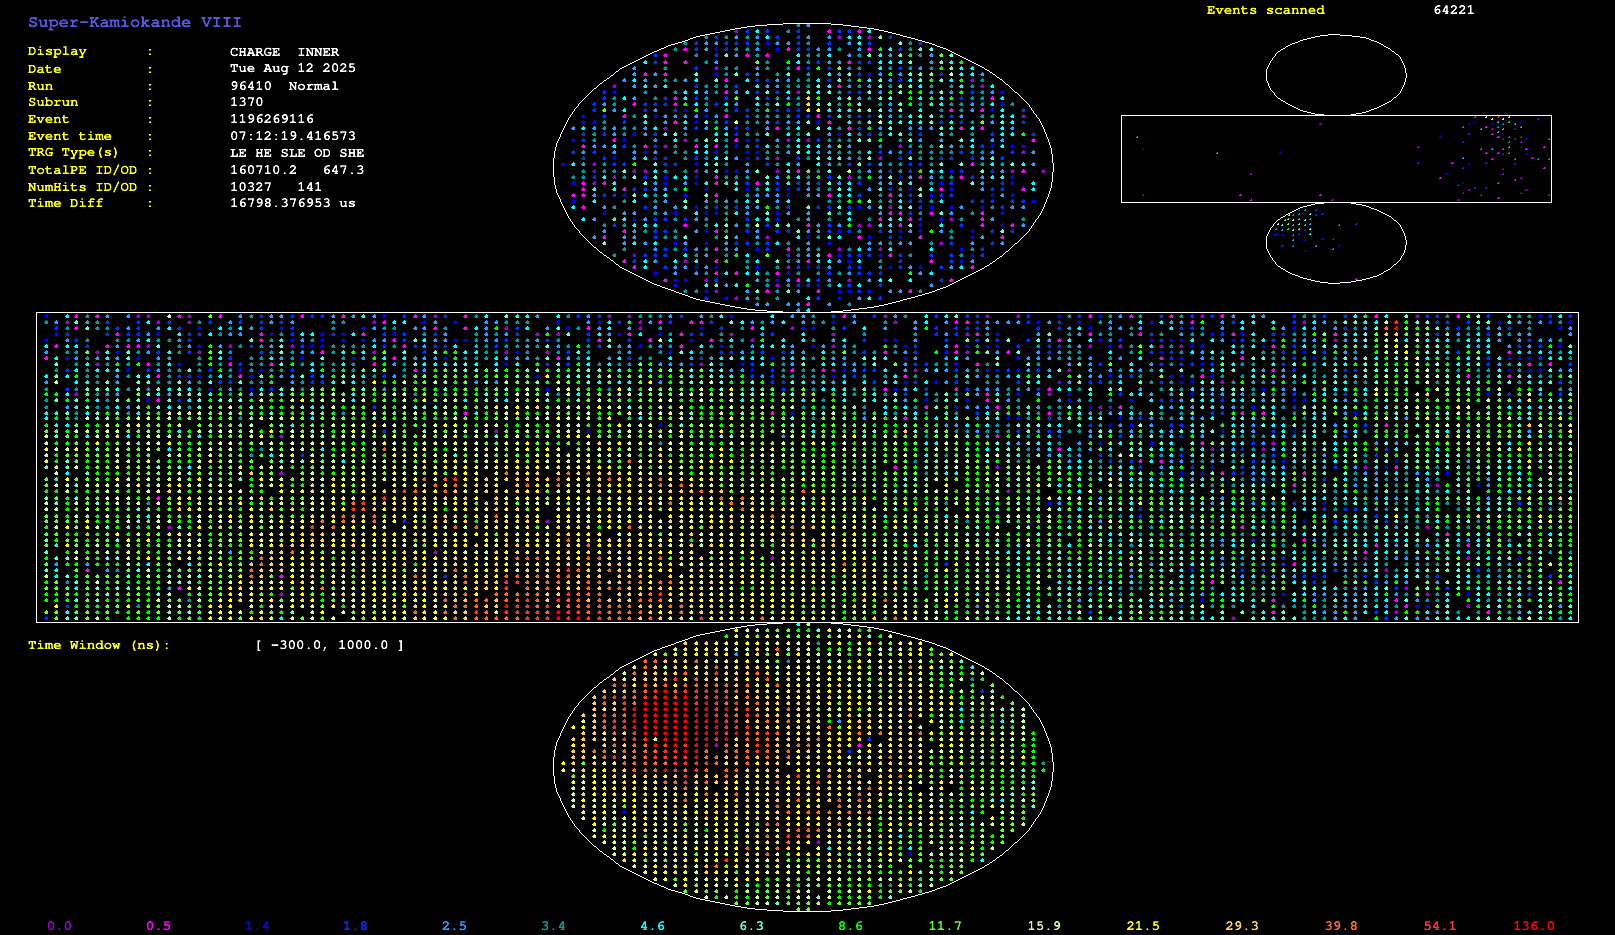 Super-Kamiokande VIII
Events scanned 64221
Display : CHARGE INNER
Date : Tue Aug 12 2025
Run : 96410 Normal
Subrun : 1370
Event : 1196269116
Event time : 07:12:19.416573
TRG Type(s) : LE HE SLE OD SHE
TotalPE ID/OD : 160710.2 647.3
NumHits ID/OD : 10327 141
Time Diff : 16798.376953 us
Time Window (ns): [ -300.0, 1000.0 ]
0.0 0.5 1.4 1.8 2.5 3.4 4.6 6.3 8.6 11.7 15.9 21.5 29.3 39.8 54.1 136.0